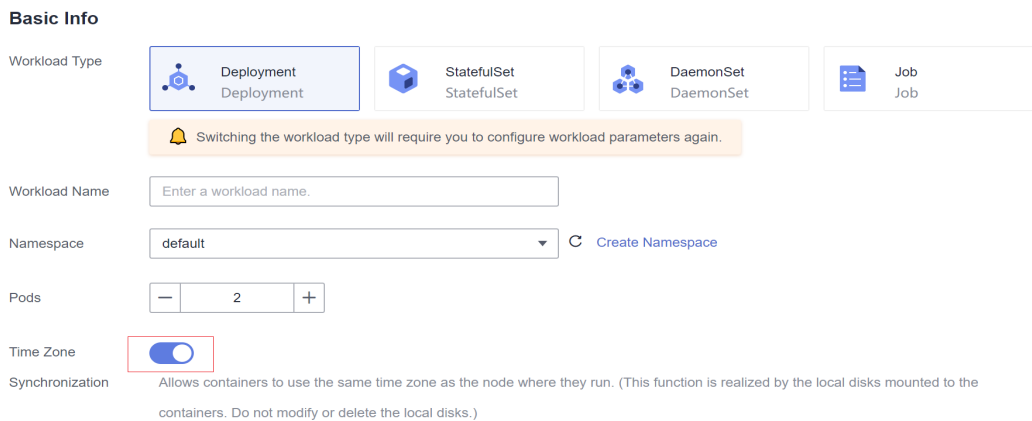 Basic Info
Workload Type
Deployment
Deployment
StatefulSet
StatefulSet
DaemonSet
DaemonSet
Job
Job
Switching the workload type will require you to configure workload parameters again.
Workload Name
Enter a workload name.
Namespace
default
Create Namespace
Pods
2
Time Zone
Synchronization
Allows containers to use the same time zone as the node where they run. (This function is realized by the local disks mounted to the
containers. Do not modify or delete the local disks.)